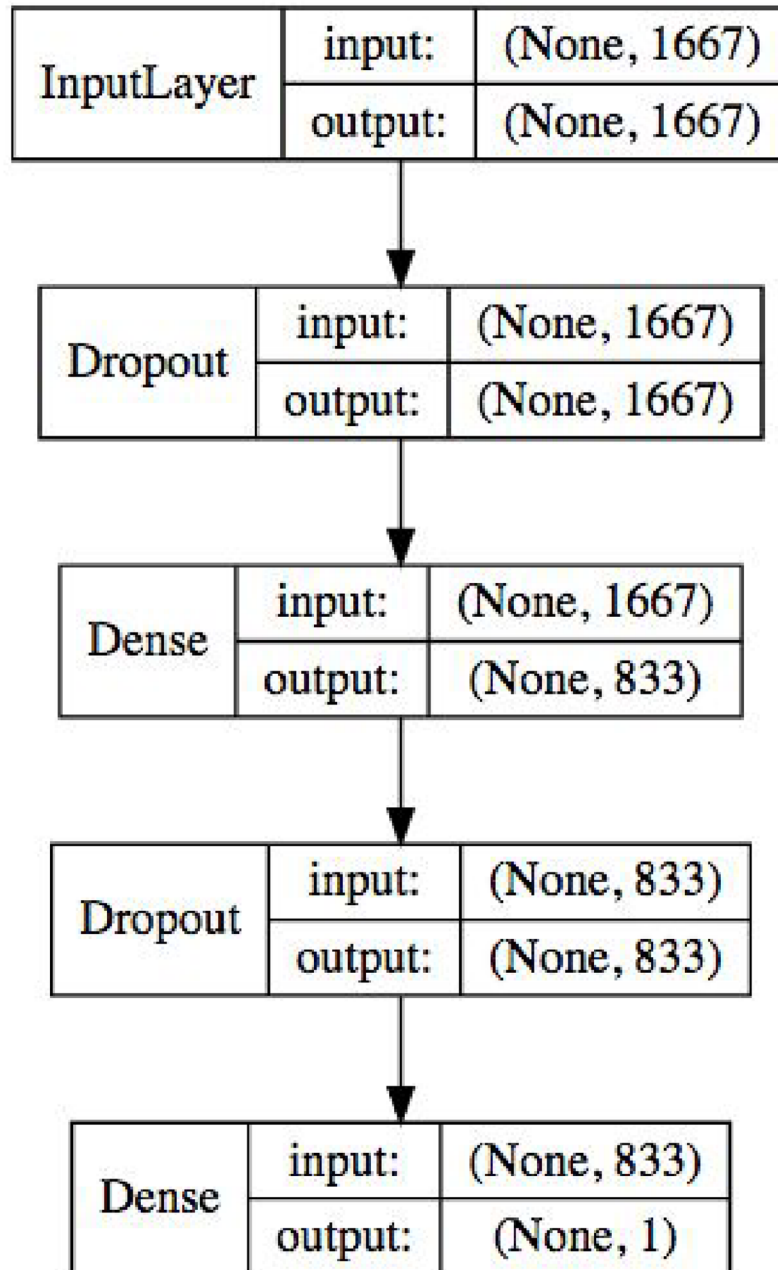 InputLayer
input: (None, 1667)
output: (None, 1667)
Dropout
input: (None, 1667)
output: (None, 1667)
Dense
input: (None, 1667)
output: (None, 833)
Dropout
input: (None, 833)
output: (None, 833)
Dense
input: (None, 833)
output: (None, 1)